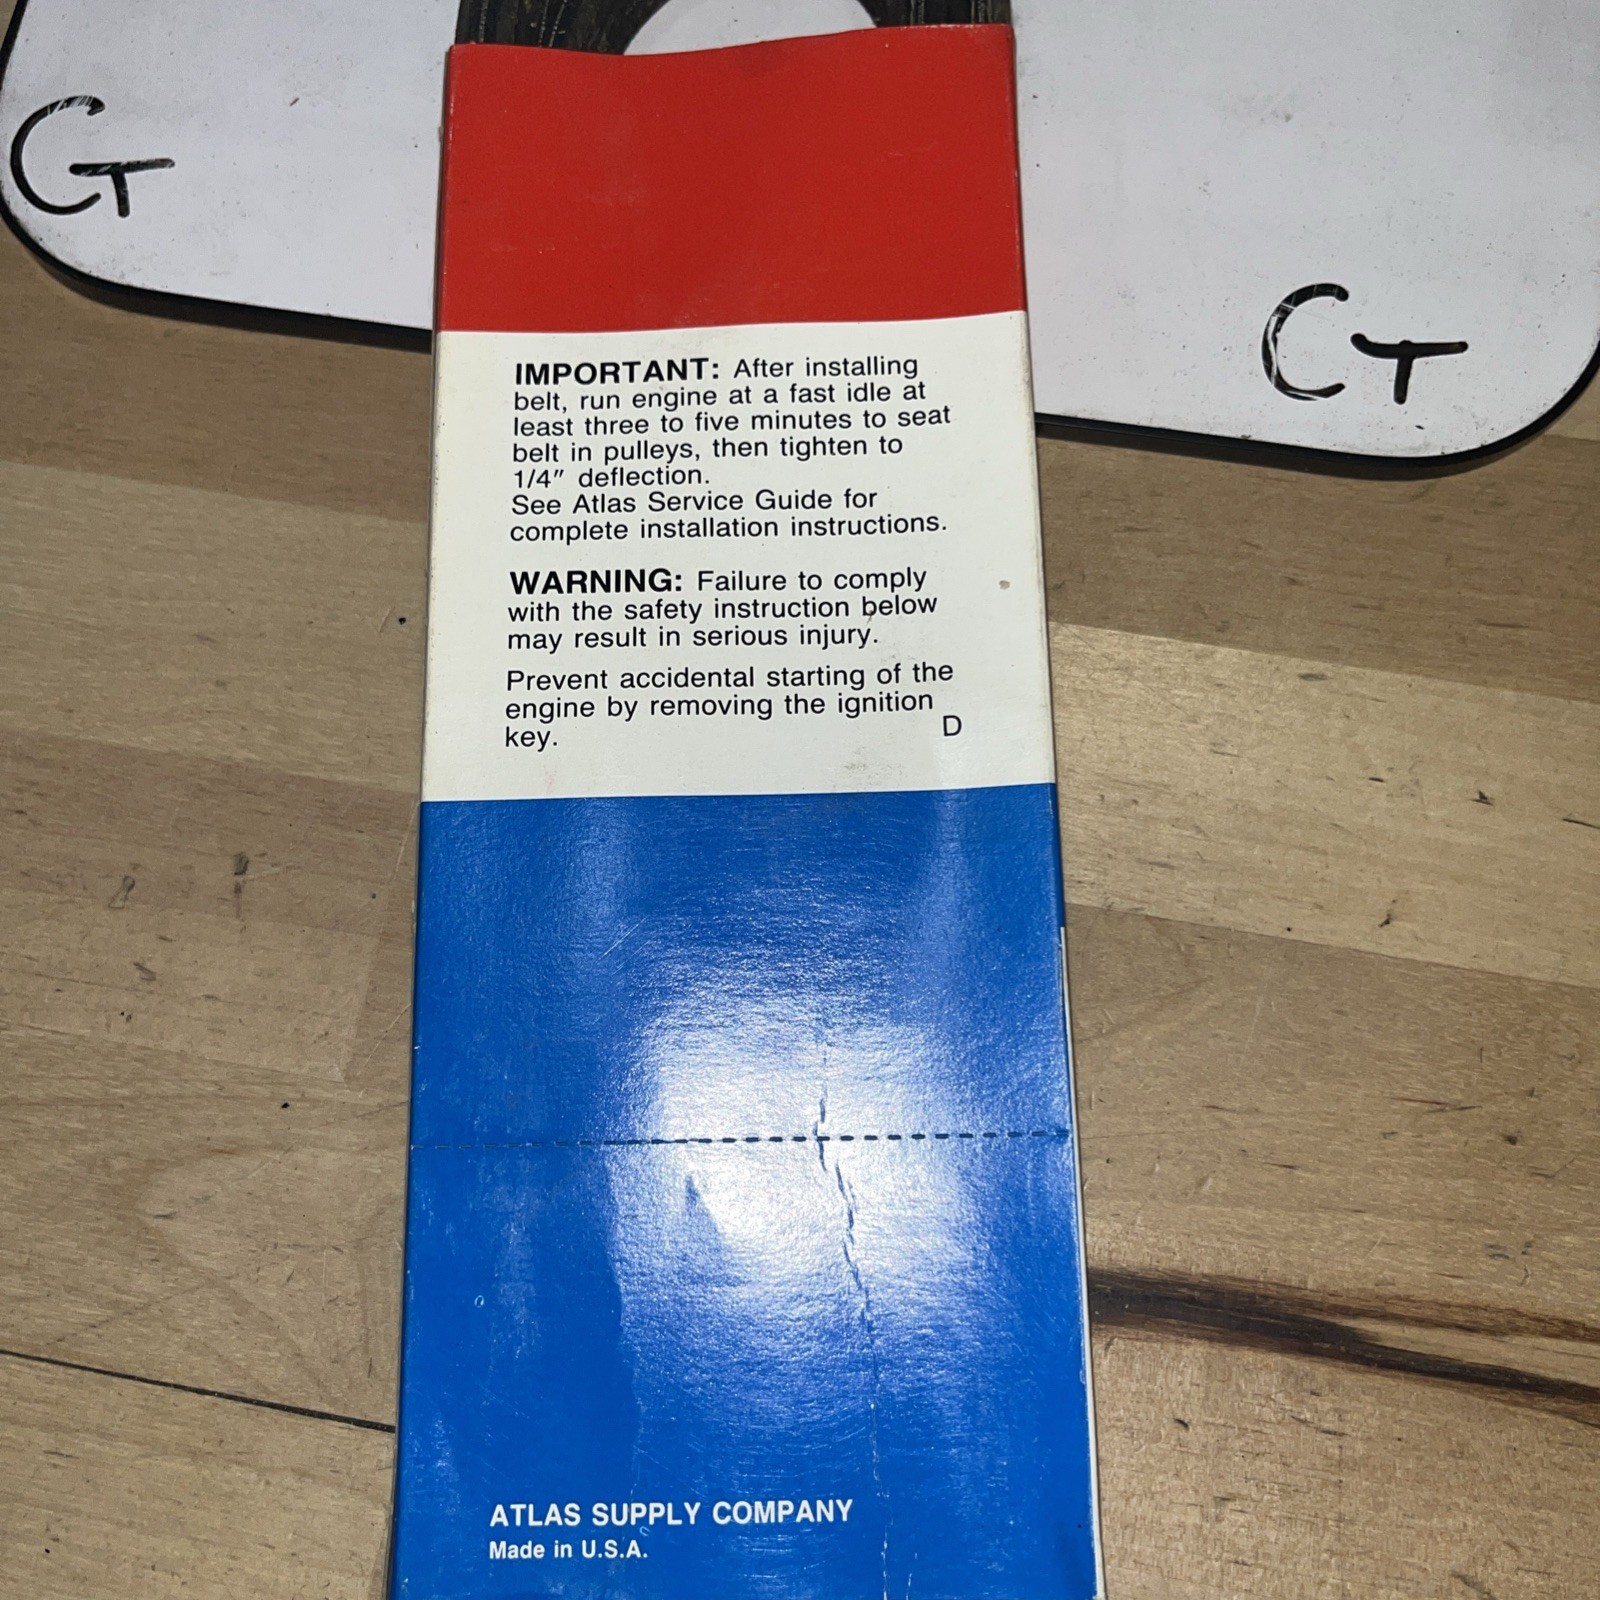 CT
CT
IMPORTANT: After installing
belt, run engine at a fast idle at
least three to five minutes to seat
belt in pulleys, then tighten to
1/4" deflection.
See Atlas Service Guide for
complete installation instructions.
WARNING: Failure to comply
with the safety instruction below
may result in serious injury.
Prevent accidental starting of the
engine by removing the ignition
key.
D
ATLAS SUPPLY COMPANY
Made in U.S.A.